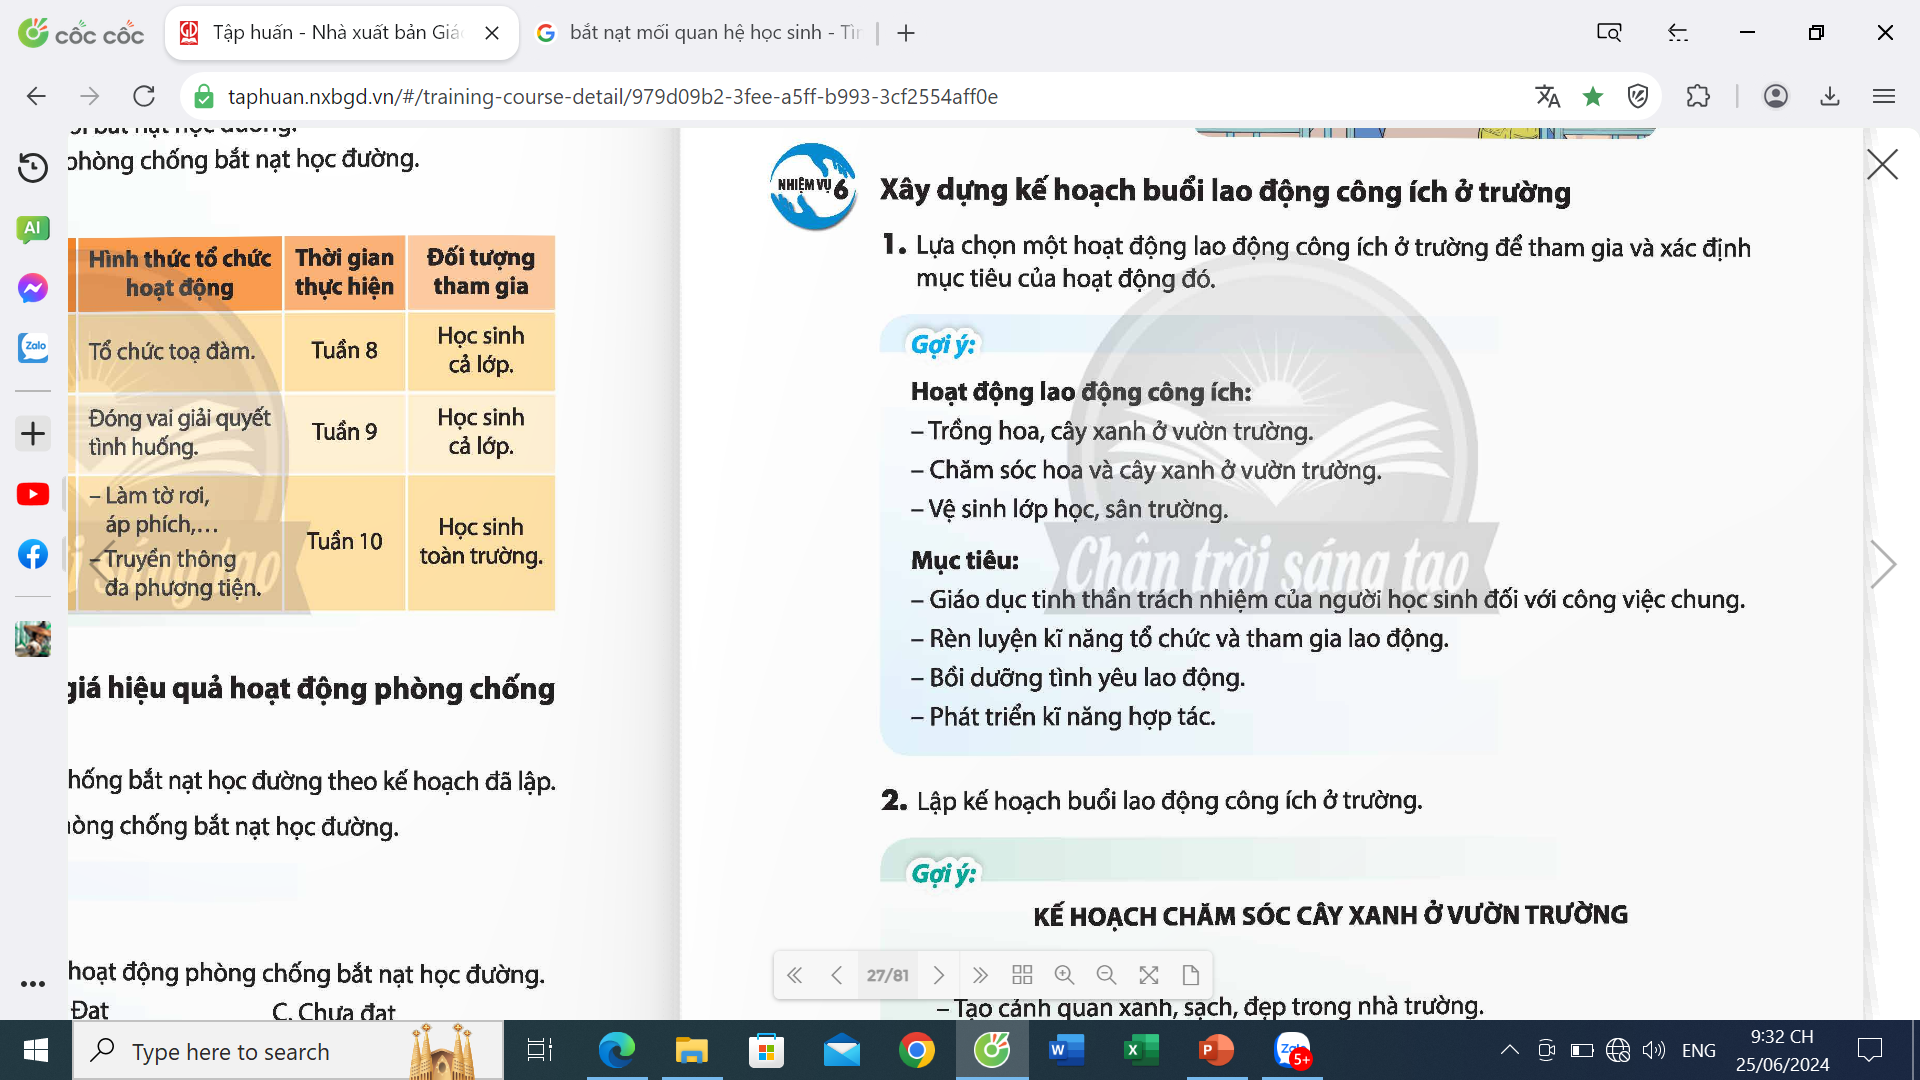 cốc cốc
Tập huấn - Nhà xuất bản Giáo
bắt nạt mối quan hệ học sinh - Tìm
taphuan.nxbgd.vn/#/training-course-detail/979d09b2-3fee-a5ff-b993-3cf2554aff0e
AI
Zalo
bắt nạt học đường.
phòng chống bắt nạt học đường.
Hình thức tổ chức hoạt động
Thời gian thực hiện
Đối tượng tham gia
Tổ chức toạ đàm.
Tuần 8
Học sinh cả lớp.
Đóng vai giải quyết tình huống.
Tuần 9
Học sinh cả lớp.
– Làm tờ rơi, áp phích,...
– Truyền thông đa phương tiện.
Tuần 10
Học sinh toàn trường.
giá hiệu quả hoạt động phòng chống
hống bắt nạt học đường theo kế hoạch đã lập.
hòng chống bắt nạt học đường.
hoạt động phòng chống bắt nạt học đường.
Đạt
C. Chưa đạt
NHIỆM VỤ 6
Xây dựng kế hoạch buổi lao động công ích ở trường
1. Lựa chọn một hoạt động lao động công ích ở trường để tham gia và xác định
mục tiêu của hoạt động đó.
Gợi ý:
Hoạt động lao động công ích:
– Trồng hoa, cây xanh ở vườn trường.
– Chăm sóc hoa và cây xanh ở vườn trường.
– Vệ sinh lớp học, sân trường.
Mục tiêu:
– Giáo dục tinh thần trách nhiệm của người học sinh đối với công việc chung.
– Rèn luyện kĩ năng tổ chức và tham gia lao động.
– Bồi dưỡng tình yêu lao động.
– Phát triển kĩ năng hợp tác.
Chân trời sáng tạo
2. Lập kế hoạch buổi lao động công ích ở trường.
Gợi ý:
KẾ HOẠCH CHĂM SÓC CÂY XANH Ở VƯỜN TRƯỜNG
27/81
– Tạo cảnh quan xanh, sạch, đẹp trong nhà trường.
Type here to search
5+
ENG
9:32 CH
25/06/2024